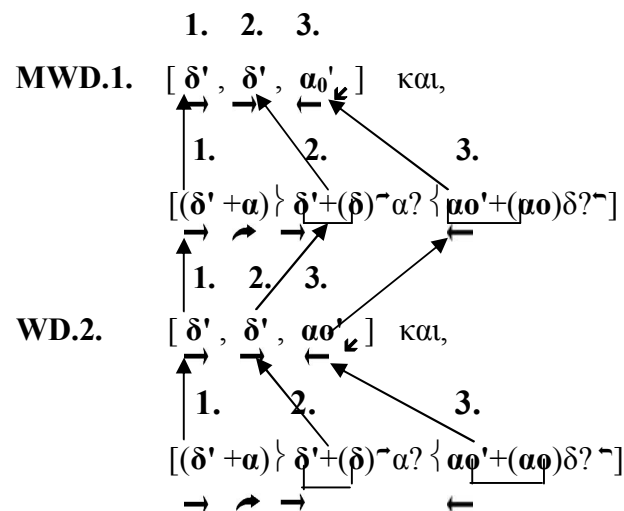 1. 2. 3.
MWD.1. [ δ' , δ' , α₀' ] και,
1. 2. 3.
[(δ' +α)} δ'+(δ) α? {αο'+(αο)δ? ]
1. 2. 3.
WD.2. [ δ' , δ' , αο' ] και,
1. 2. 3.
[(δ' +α)} δ'+(δ) α? {αο'+(αο)δ? ]